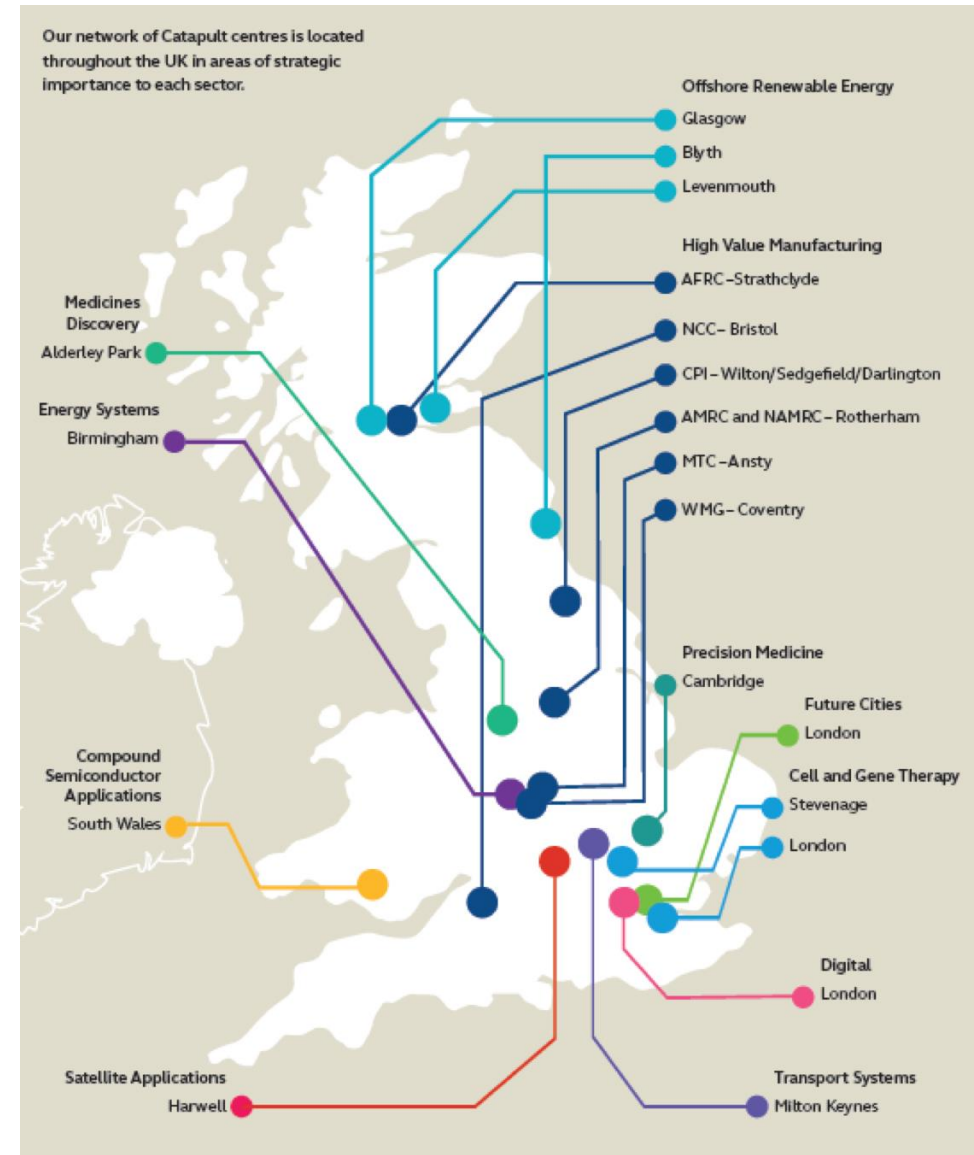 Our network of Catapult centres is located
throughout the UK in areas of strategic
importance to each sector.
Offshore Renewable Energy
Glasgow
Blyth
Levenmouth
High Value Manufacturing
AFRC–Strathclyde
NCC– Bristol
CPI–Wilton/Sedgefield/Darlington
AMRC and NAMRC– Rotherham
MTC–Ansty
WMG– Coventry
Medicines
Discovery
Alderley Park
Energy Systems
Birmingham
Precision Medicine
Cambridge
Future Cities
London
Cell and Gene Therapy
Stevenage
London
Compound
Semiconductor
Applications
South Wales
Digital
London
Satellite Applications
Harwell
Transport Systems
Milton Keynes